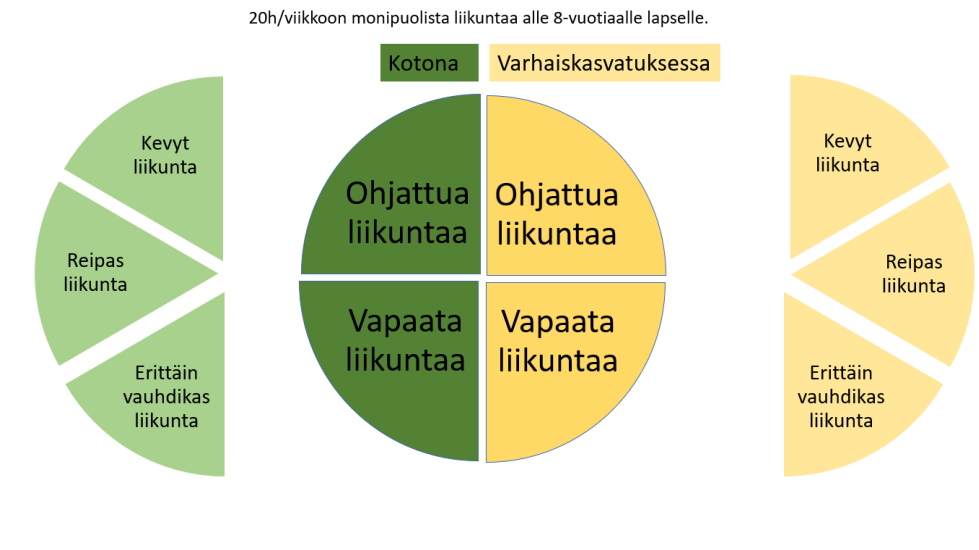 20h/viikkoon monipuolista liikuntaa alle 8-vuotiaalle lapselle.
Kotona
Varhaiskasvatuksessa
Kevyt
liikunta
Reipas
liikunta
Erittäin
vauhdikas
liikunta
Ohjattua
liikuntaa
Ohjattua
liikuntaa
Vapaata
liikuntaa
Vapaata
liikuntaa
Kevyt
liikunta
Reipas
liikunta
Erittäin
vauhdikas
liikunta